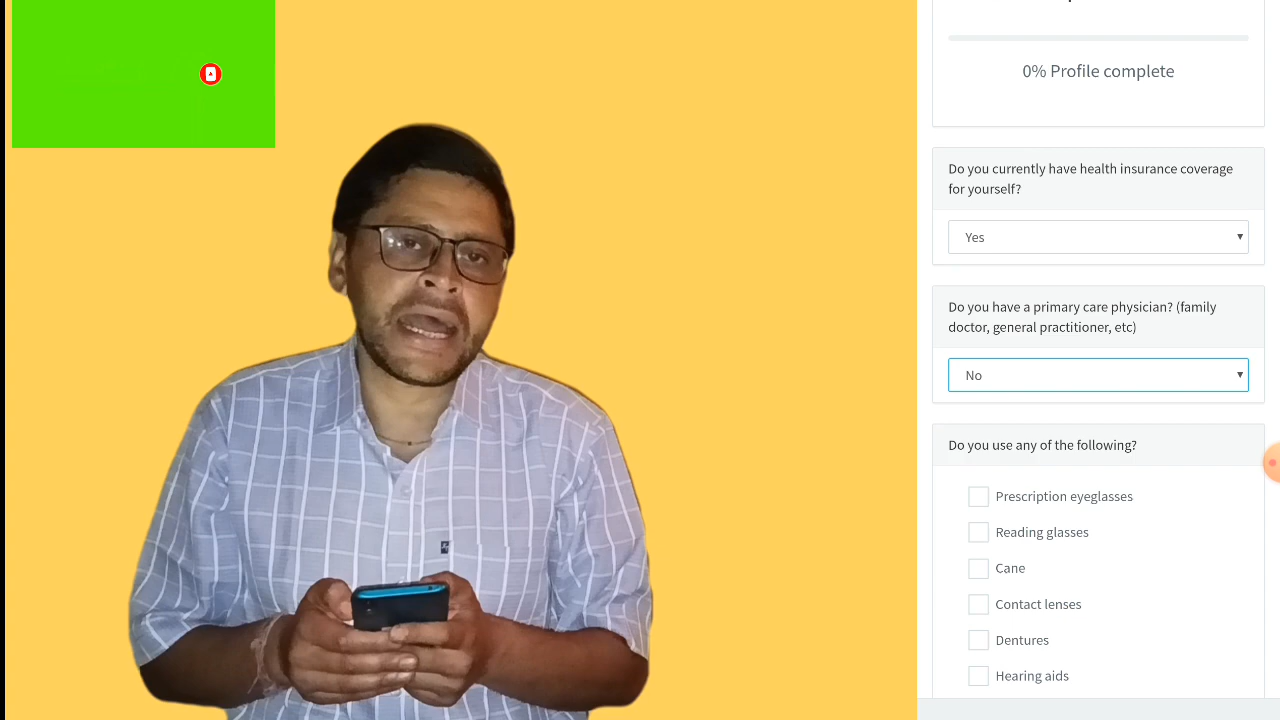 0% Profile complete
Do you currently have health insurance coverage
for yourself?
Yes
Do you have a primary care physician? (family
doctor, general practitioner, etc)
No
Do you use any of the following?
Prescription eyeglasses
Reading glasses
Cane
Contact lenses
Dentures
Hearing aids